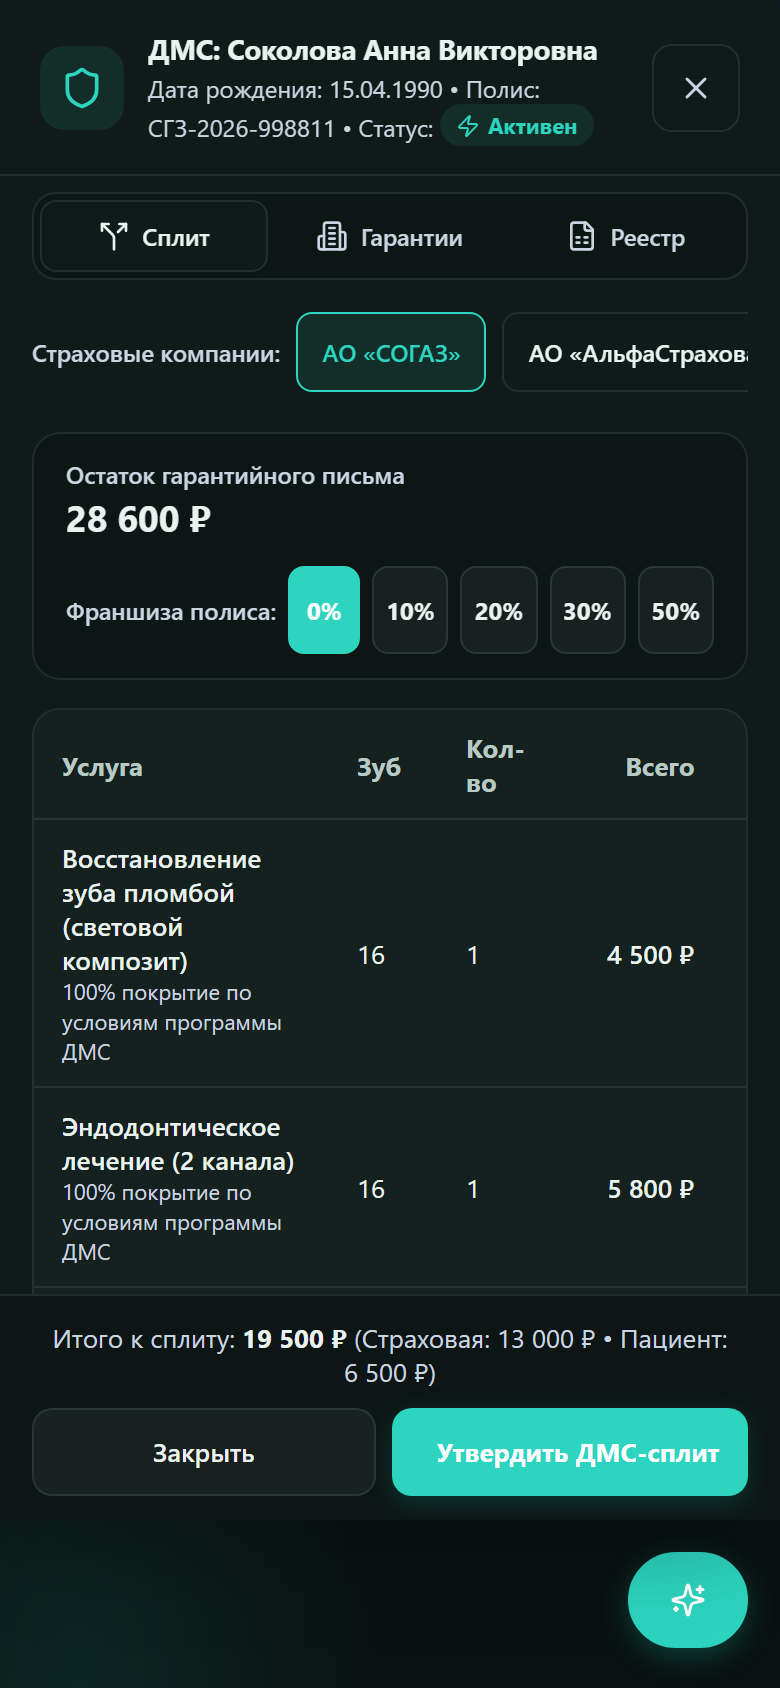 ДМС: Соколова Анна Викторовна
Дата рождения: 15.04.1990 • Полис:
СГЗ-2026-998811 • Статус: Активен
Сплит
Гарантии
Реестр
Страховые компании:
АО «СОГАЗ»
АО «АльфаСтрахова
Остаток гарантийного письма
28 600 ₽
Франшиза полиса:
0%
10%
20%
30%
50%
Услуга
Зуб
Кол-
во
Всего
Восстановление
зуба пломбой
(световой
композит)
100% покрытие по
условиям программы
ДМС
16
1
4 500 ₽
Эндодонтическое
лечение (2 канала)
100% покрытие по
условиям программы
ДМС
16
1
5 800 ₽
Итого к сплиту: 19 500 ₽ (Страховая: 13 000 ₽ • Пациент:
6 500 ₽)
Закрыть
Утвердить ДМС-сплит